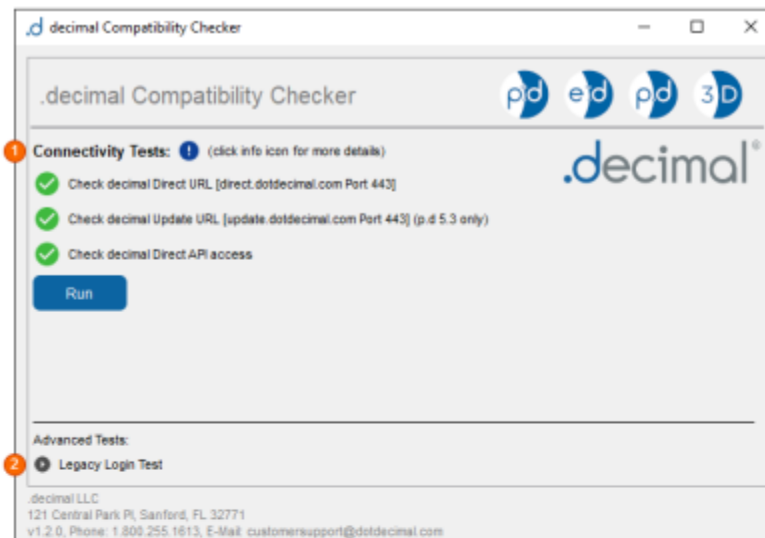 .d decimal Compatibility Checker
.decimal Compatibility Checker
p.d e.d p.d 3D
1 Connectivity Tests: (click info icon for more details)
.decimal®
Check decimal Direct URL [direct.dotdecimal.com Port 443]
Check decimal Update URL [update.dotdecimal.com Port 443] (p.d 5.3 only)
Check decimal Direct API access
Run
Advanced Tests:
2 Legacy Login Test
.decimal LLC
121 Central Park Pl, Sanford, FL 32771
v1.2.0, Phone: 1.800.255.1613, E-Mail: customersupport@dotdecimal.com